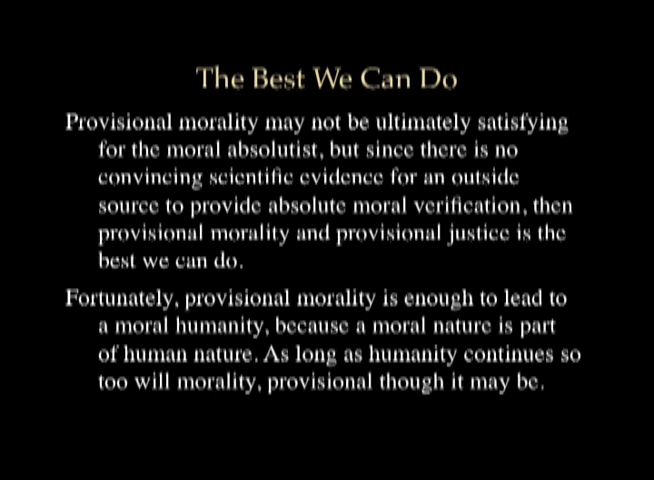 The Best We Can Do
Provisional morality may not be ultimately satisfying
for the moral absolutist, but since there is no
convincing scientific evidence for an outside
source to provide absolute moral verification, then
provisional morality and provisional justice is the
best we can do.
Fortunately, provisional morality is enough to lead to
a moral humanity, because a moral nature is part
of human nature. As long as humanity continues so
too will morality, provisional though it may be.